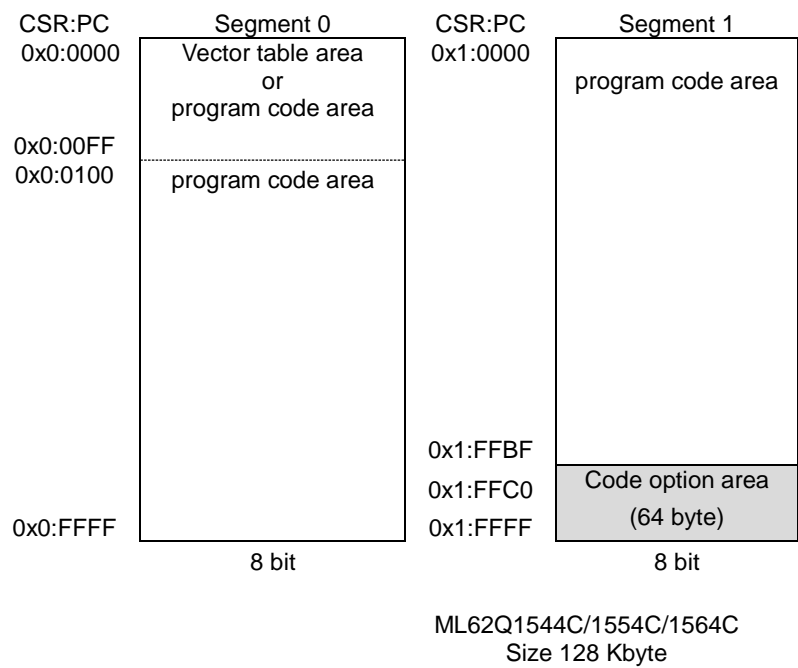 CSR:PC Segment 0 CSR:PC Segment 1
0x0:0000 Vector table area 0x1:0000
or program code area
program code area
0x0:00FF
0x0:0100 program code area
0x1:FFBF
0x1:FFC0 Code option area
0x0:FFFF 0x1:FFFF (64 byte)
8 bit 8 bit
ML62Q1544C/1554C/1564C
Size 128 Kbyte